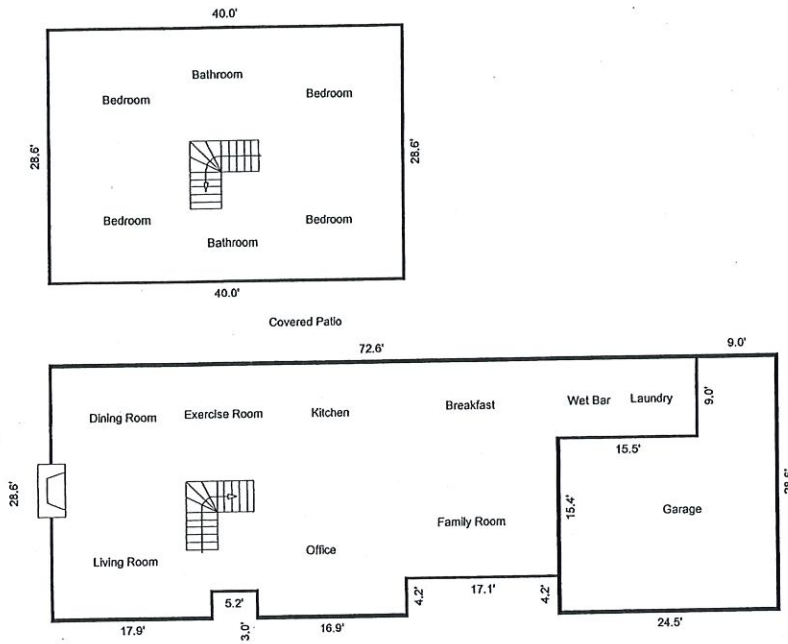 40.0'
Bathroom
Bedroom
Bedroom
28.6'
28.6'
Bedroom
Bedroom
Bathroom
40.0'
Covered Patio
72.6'
9.0'
Dining Room
Exercise Room
Kitchen
Breakfast
Wet Bar
Laundry
9.0'
15.5'
28.6'
15.4'
Garage
28.6'
Family Room
Office
Living Room
5.2'
4.2'
17.1'
4.2'
17.9'
3.0'
16.9'
24.5'